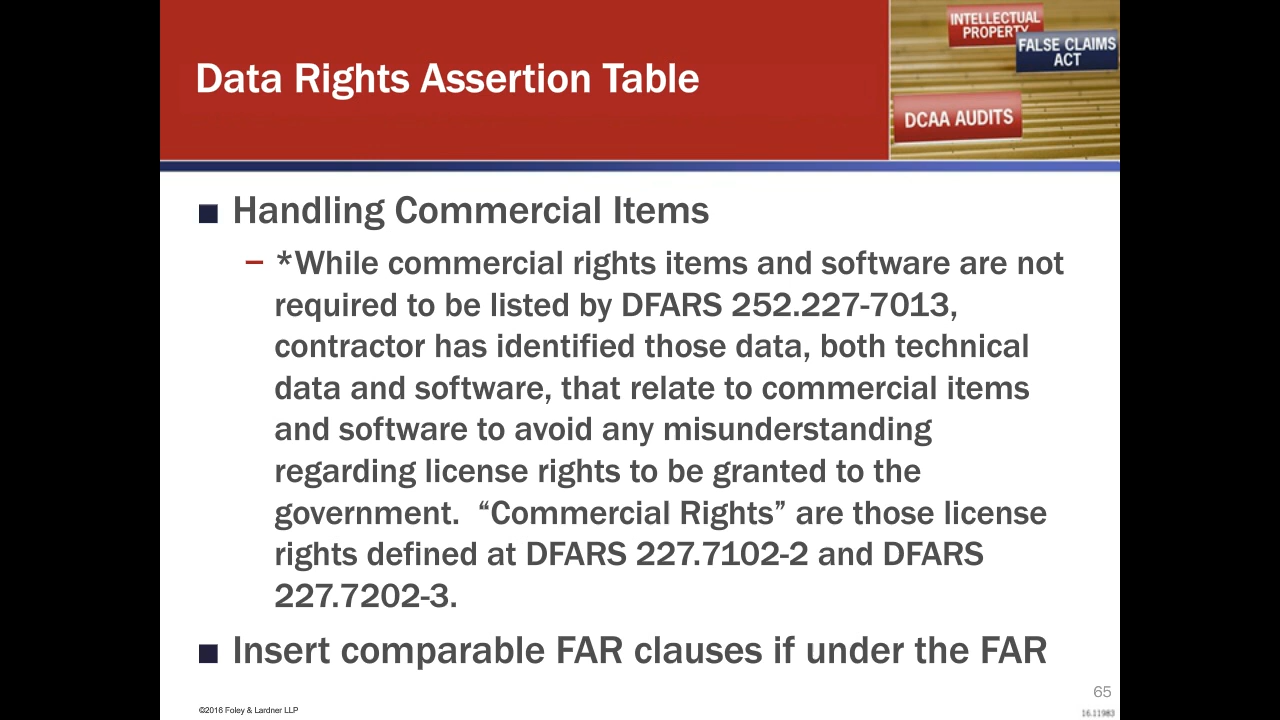 Data Rights Assertion Table
INTELLECTUAL
PROPERTY
FALSE CLAIMS
ACT
DCAA AUDITS
■ Handling Commercial Items
– *While commercial rights items and software are not
required to be listed by DFARS 252.227-7013,
contractor has identified those data, both technical
data and software, that relate to commercial items
and software to avoid any misunderstanding
regarding license rights to be granted to the
government.  “Commercial Rights” are those license
rights defined at DFARS 227.7102-2 and DFARS
227.7202-3.
■ Insert comparable FAR clauses if under the FAR
©2016 Foley & Lardner LLP
65
16.11983